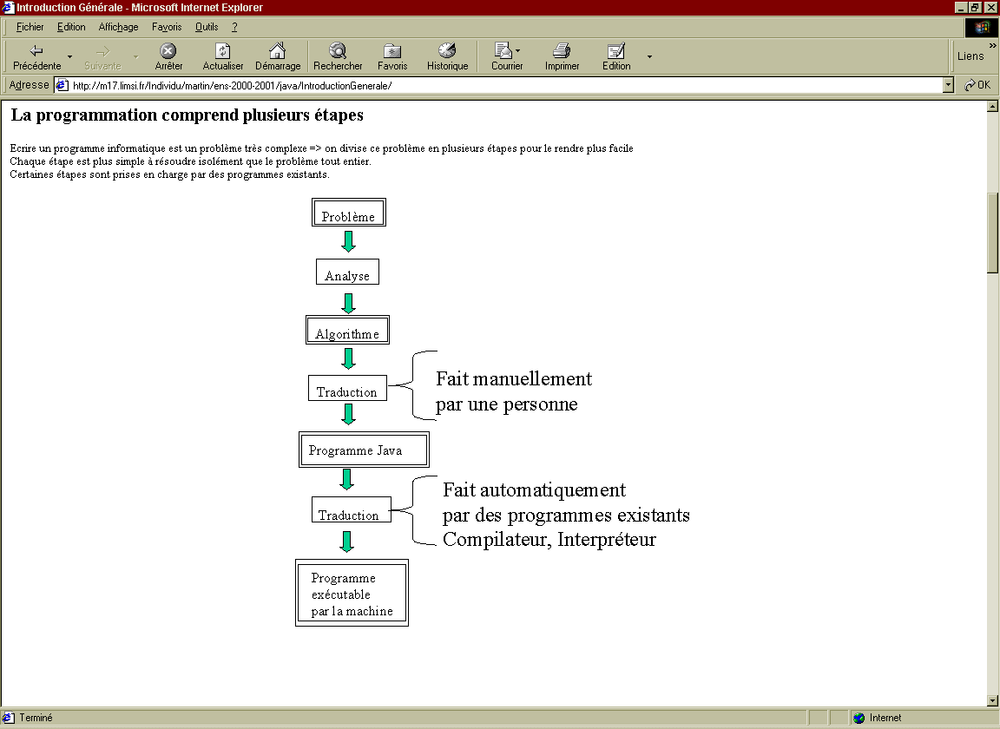 Introduction Générale - Microsoft Internet Explorer
Fichier Edition Affichage Favoris Outils ?
Précédente Suivante Arrêter Actualiser Démarrage Rechercher Favoris Historique Courrier Imprimer Edition Liens »
Adresse http://m17.limsi.fr/Individu/martin/ens-2000-2001/java/IntroductionGenerale/ OK
La programmation comprend plusieurs étapes
Ecrire un programme informatique est un problème très complexe => on divise ce problème en plusieurs étapes pour le rendre plus facile
Chaque étape est plus simple à résoudre isolément que le problème tout entier.
Certaines étapes sont prises en charge par des programmes existants.
Problème
Analyse
Algorithme
Traduction
Fait manuellement
par une personne
Programme Java
Traduction
Fait automatiquement
par des programmes existants
Compilateur, Interpréteur
Programme
exécutable
par la machine
Terminé Internet